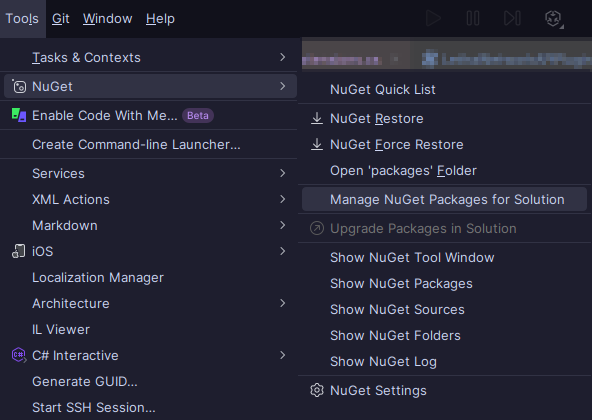 Tools Git Window Help
Tasks & Contexts
NuGet
Enable Code With Me... Beta
Create Command-line Launcher...
Services
XML Actions
Markdown
iOS
Localization Manager
Architecture
IL Viewer
C# Interactive
Generate GUID...
Start SSH Session...
NuGet Quick List
NuGet Restore
NuGet Force Restore
Open 'packages' Folder
Manage NuGet Packages for Solution
Upgrade Packages in Solution
Show NuGet Tool Window
Show NuGet Packages
Show NuGet Sources
Show NuGet Folders
Show NuGet Log
NuGet Settings